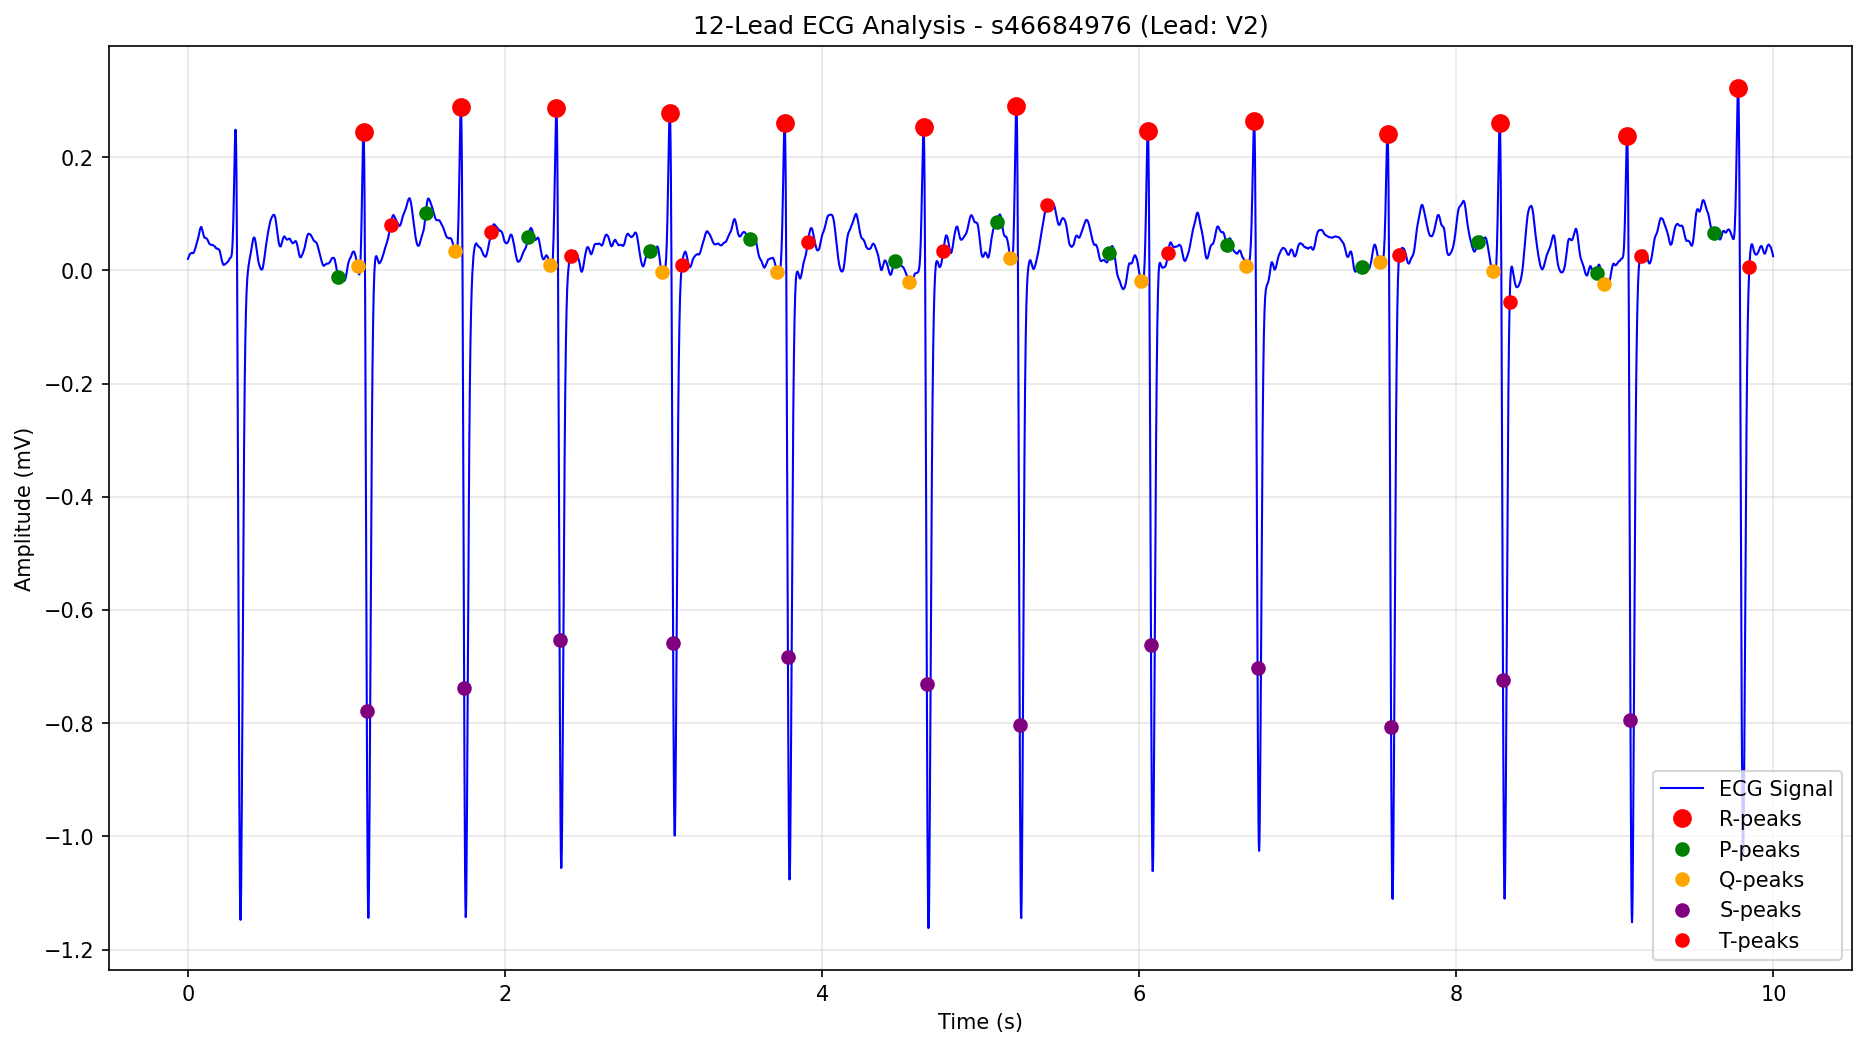 12-Lead ECG Analysis - s46684976 (Lead: V2)
Amplitude (mV)
0.2
0.0
−0.2
−0.4
−0.6
−0.8
−1.0
−1.2
0 2 4 6 8 10
Time (s)
ECG Signal
R-peaks
P-peaks
Q-peaks
S-peaks
T-peaks